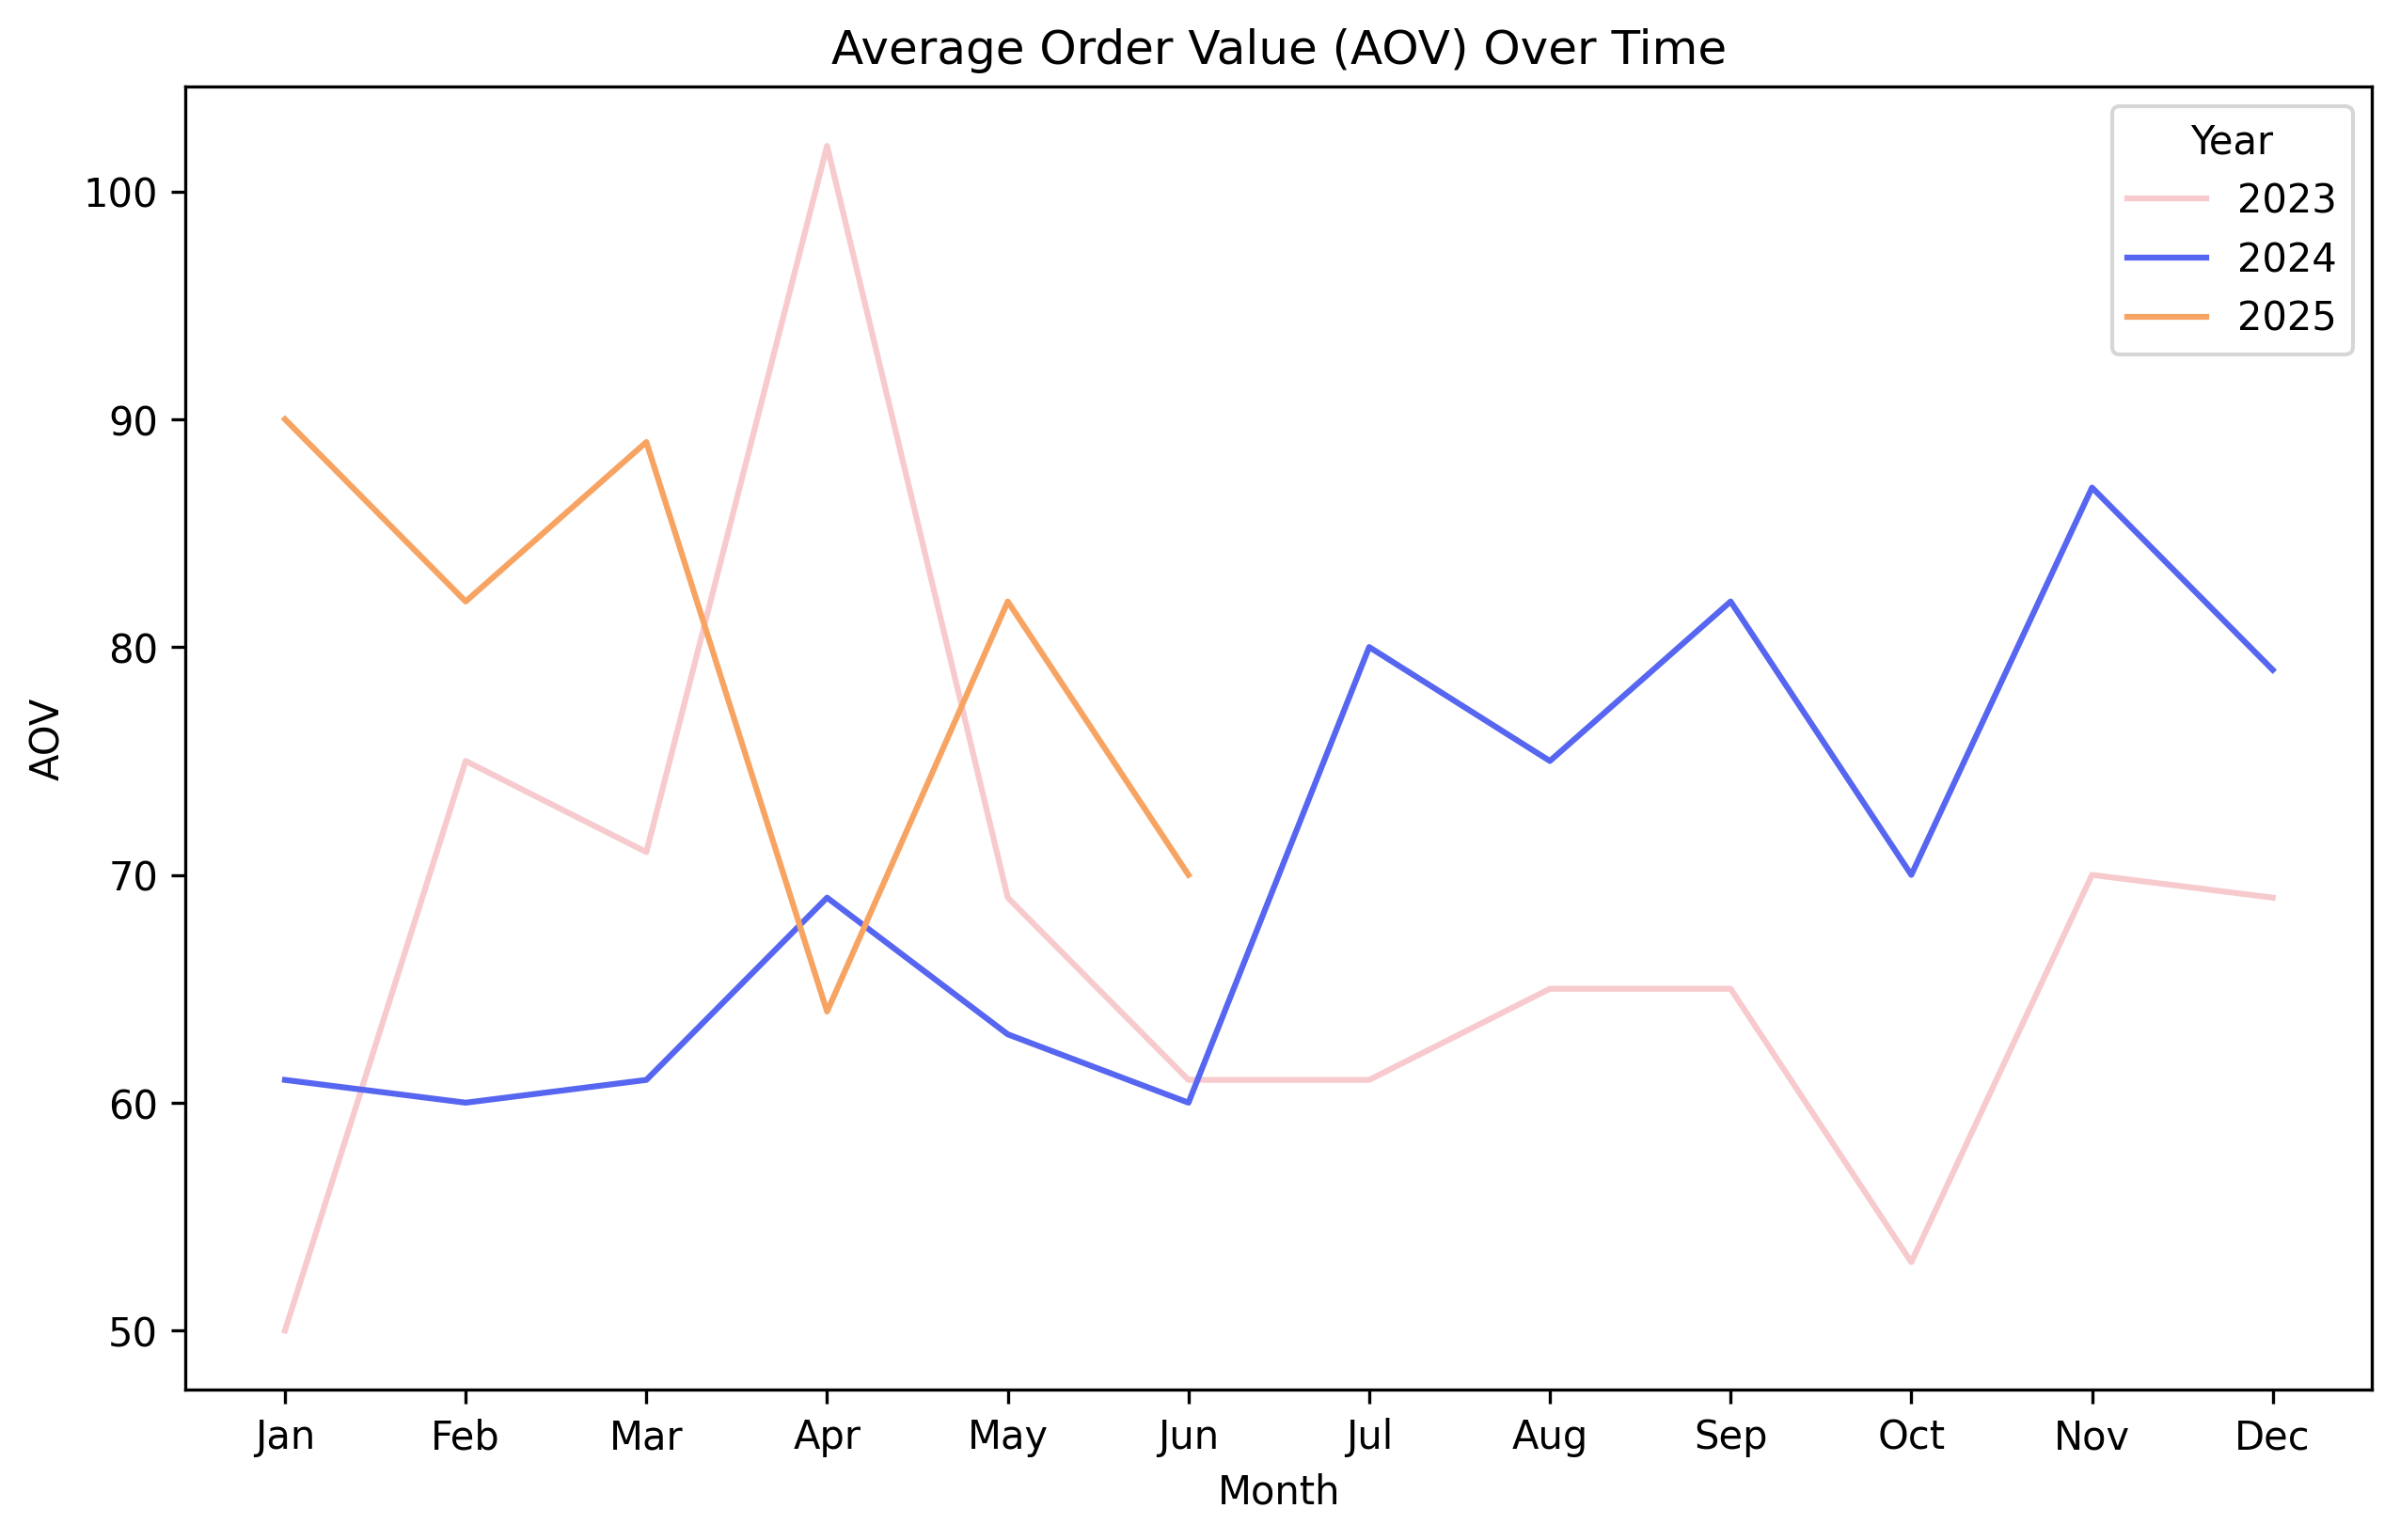 Average Order Value (AOV) Over Time
Year
2023
2024
2025
AOV
100
90
80
70
60
50
Jan Feb Mar Apr May Jun Jul Aug Sep Oct Nov Dec
Month